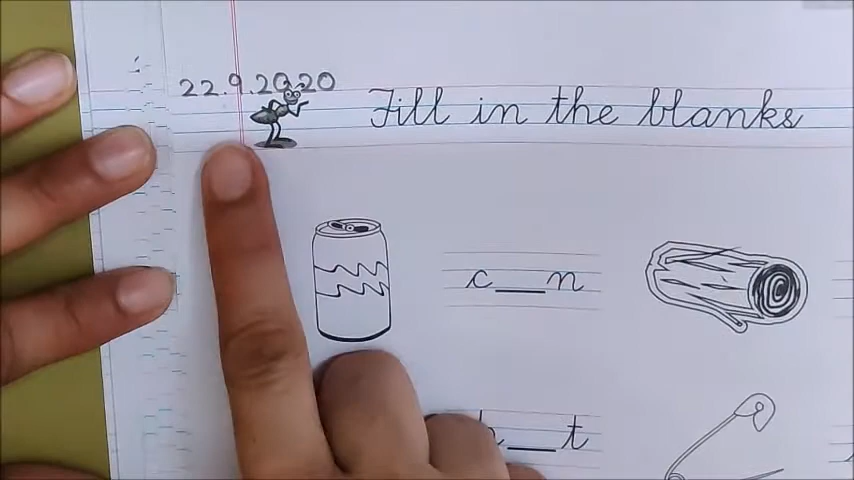 22.9.2020
Fill in the blanks
c__n
__t